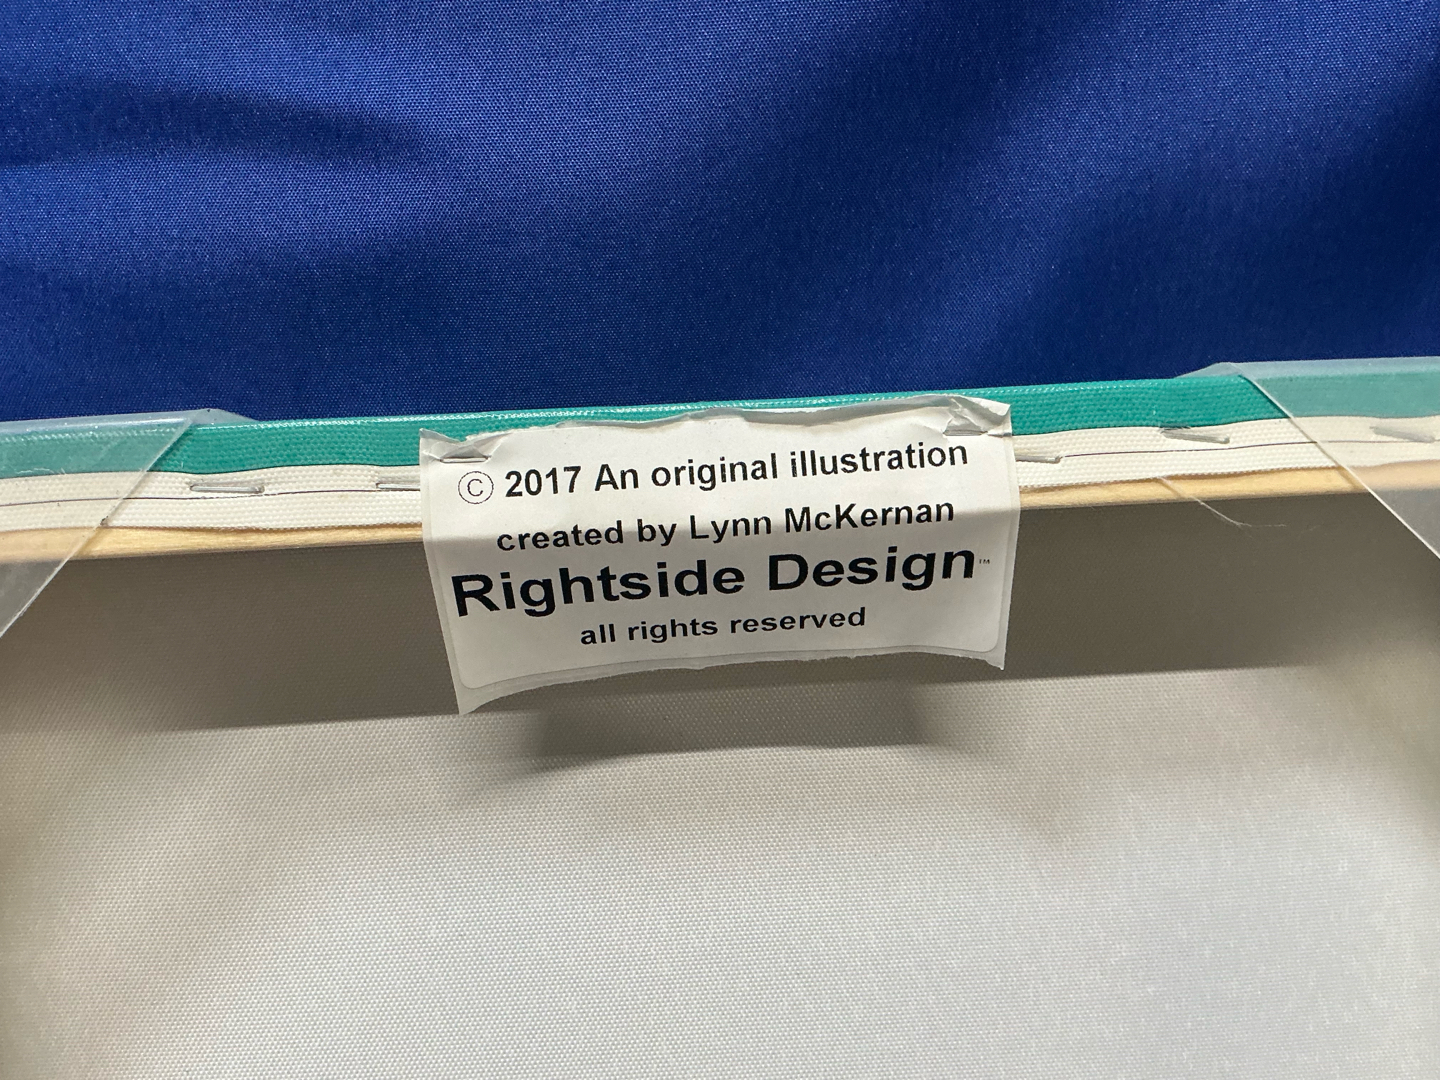 © 2017 An original illustration
created by Lynn McKernan
Rightside Design™
all rights reserved